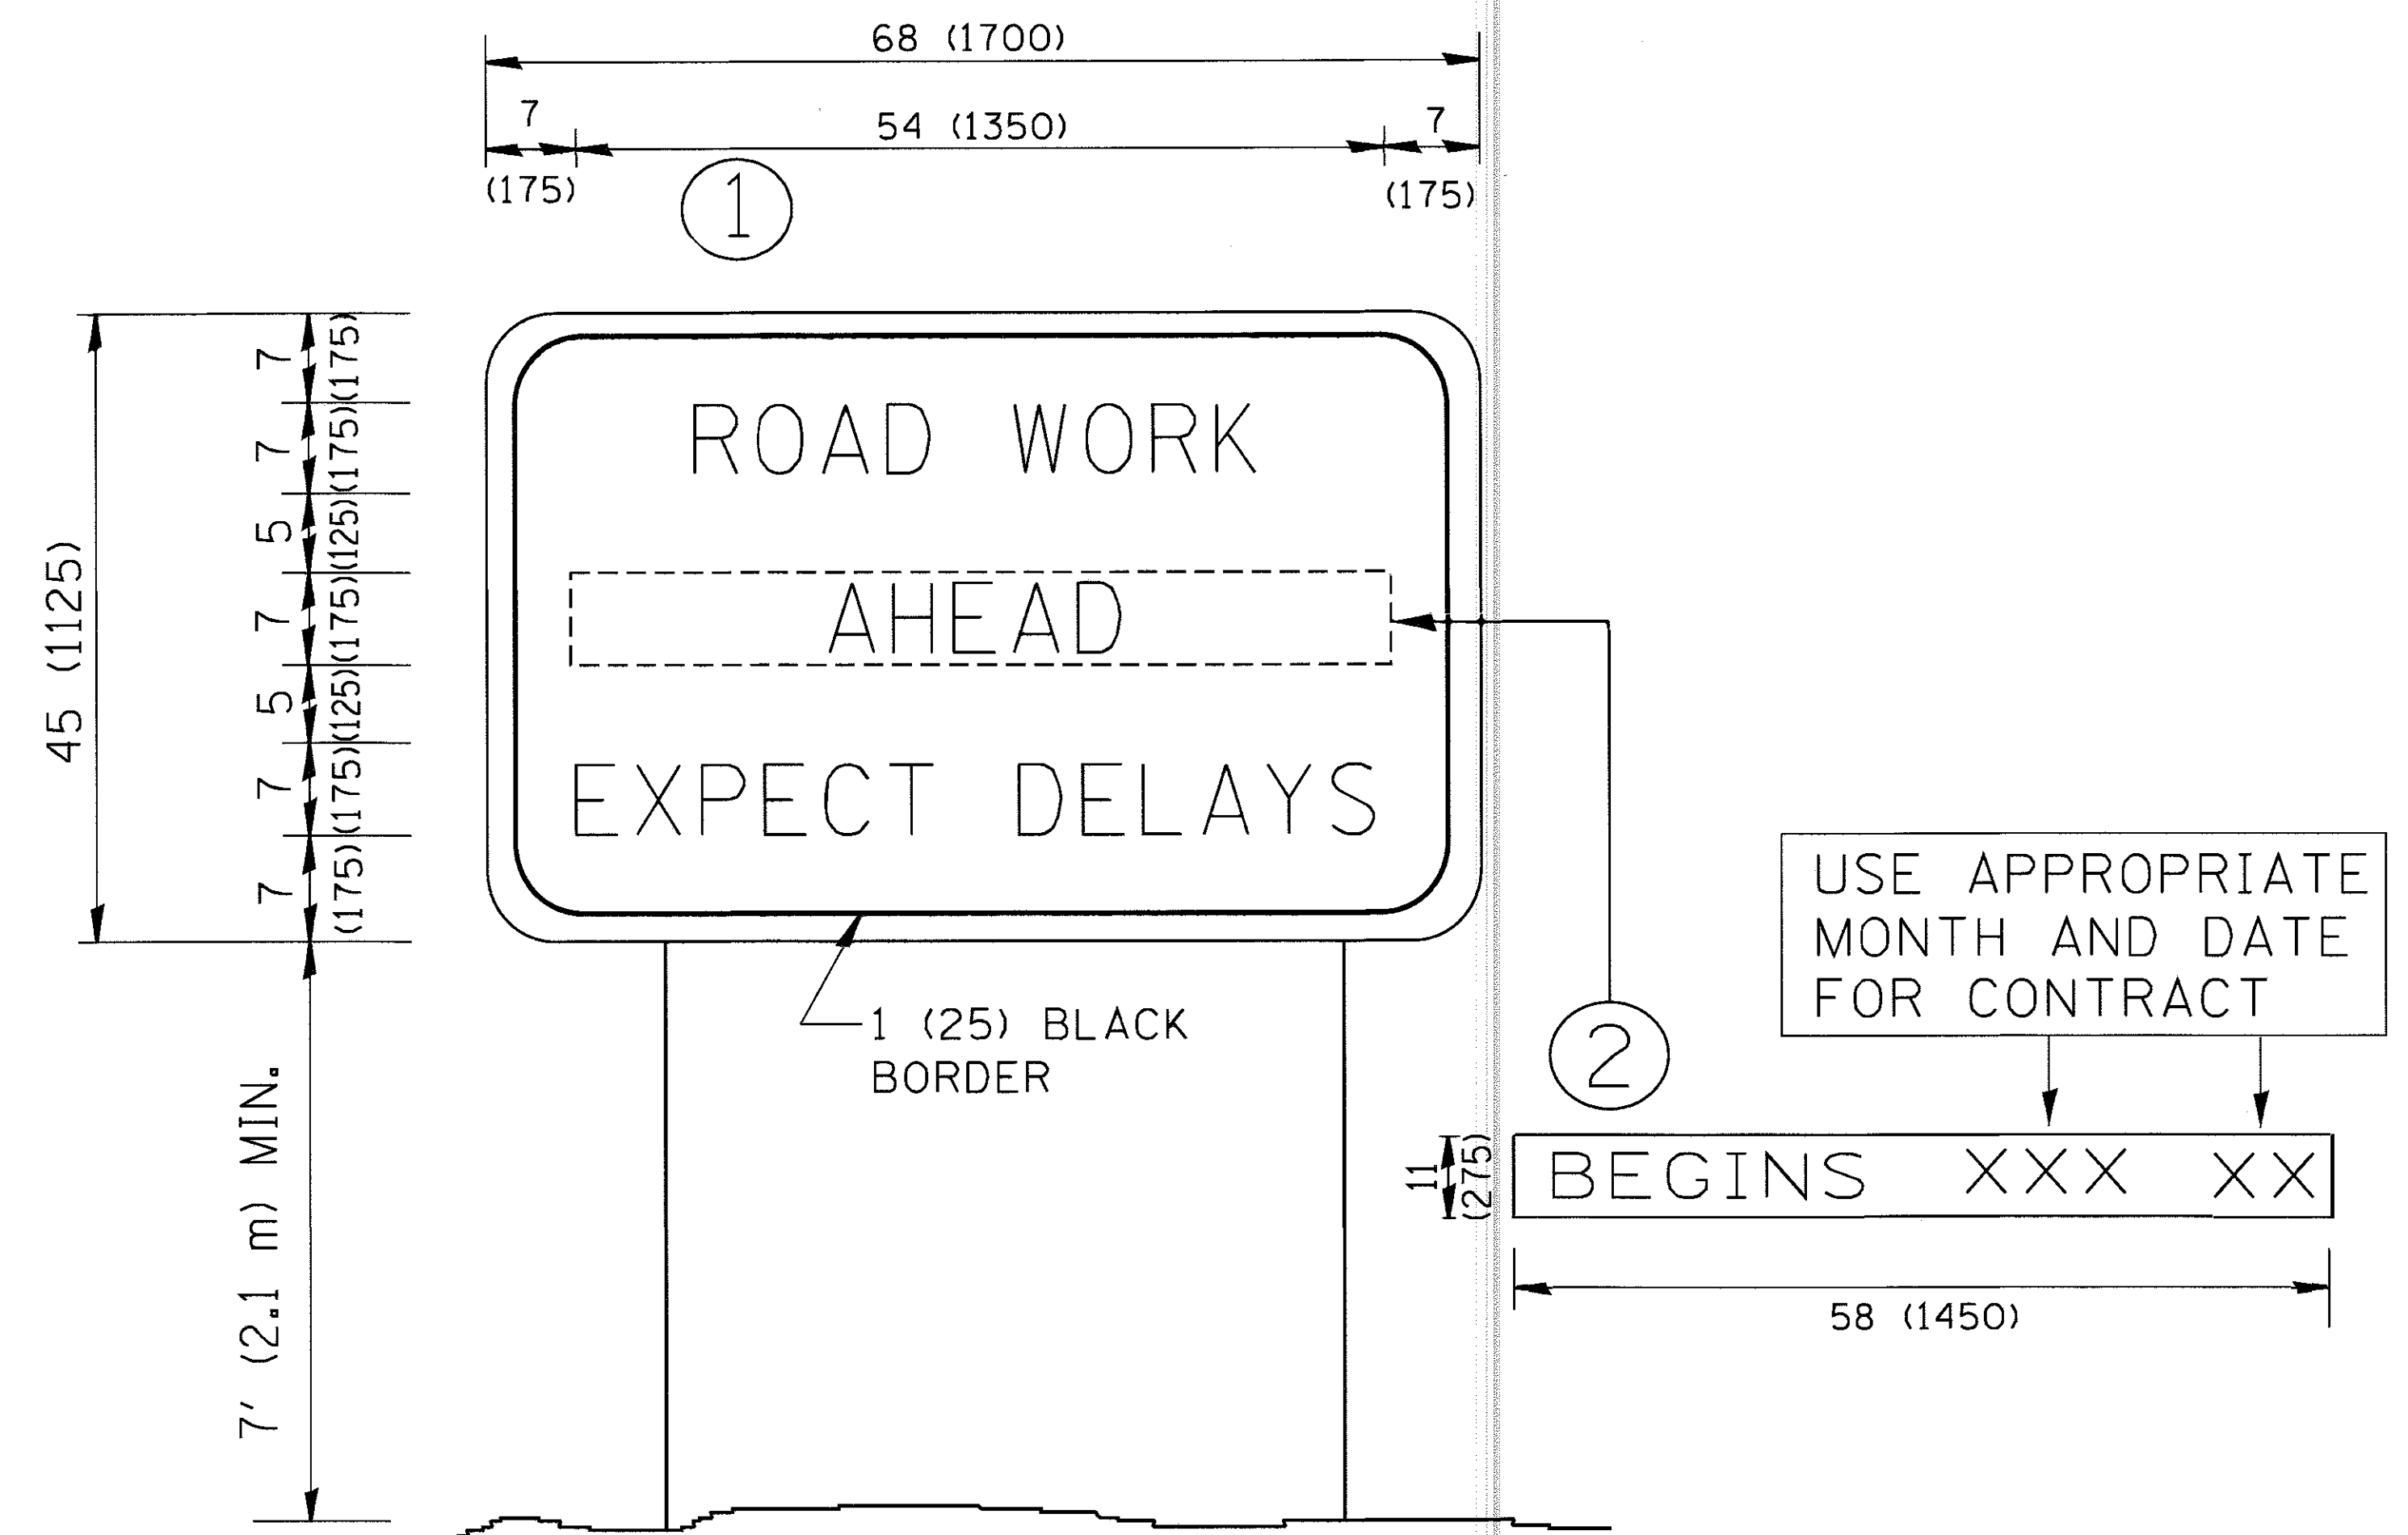 68 (1700)
7
54 (1350)
7
(175)
(175)
1
45 (1125)
7
(175)
7
(175)
5
(125)
7
(175)
5
(125)
7
(175)
7
(175)
7' (2.1 m) MIN.
ROAD WORK
AHEAD
EXPECT DELAYS
1 (25) BLACK
BORDER
USE APPROPRIATE
MONTH AND DATE
FOR CONTRACT
2
11
(275)
BEGINS XXX XX
58 (1450)